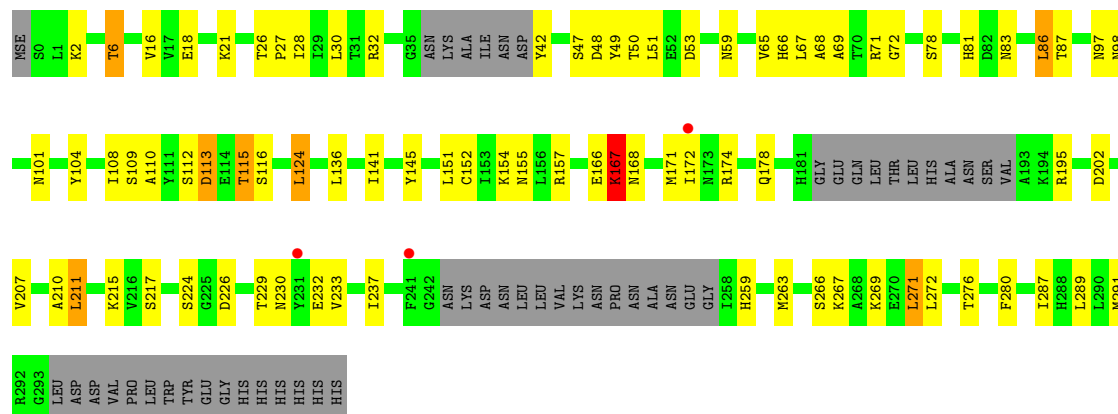 MSE S0 L1 K2 T6 V16 V17 E18 K21 T26 P27 I28 I29 L30 T31 R32 G35 ASN LYS ALA ILE ASN ASP Y42 S47 D48 Y49 T50 L51 E52 D53 N59 V65 H66 L67 A68 A69 T70 R71 G72 S78 H81 D82 N83 L86 T87 N97 N98
N101 Y104 I108 S109 A110 Y111 S112 D113 E114 T115 S116 L124 L136 I141 Y145 L151 C152 I153 K154 N155 L156 R157 E166 K167 N168 M171 I172 N173 R174 Q178 H181 GLY GLU GLN LEU THR LEU HIS ALA ASN SER VAL A193 K194 R195 D202
V207 A210 L211 K215 V216 S217 S224 G225 D226 T229 N230 Y231 E232 V233 I237 F241 G242 ASN LYS ASP ASN LEU LEU VAL LYS ASN PRO ASN ALA ASN GLU GLY I258 H259 M263 S266 K267 A268 K269 E270 L271 L272 T276 F280 I287 H288 L289 L290
R292 G293 LEU ASP ASP VAL PRO LEU TRP TYR GLU GLY HIS HIS HIS HIS HIS HIS